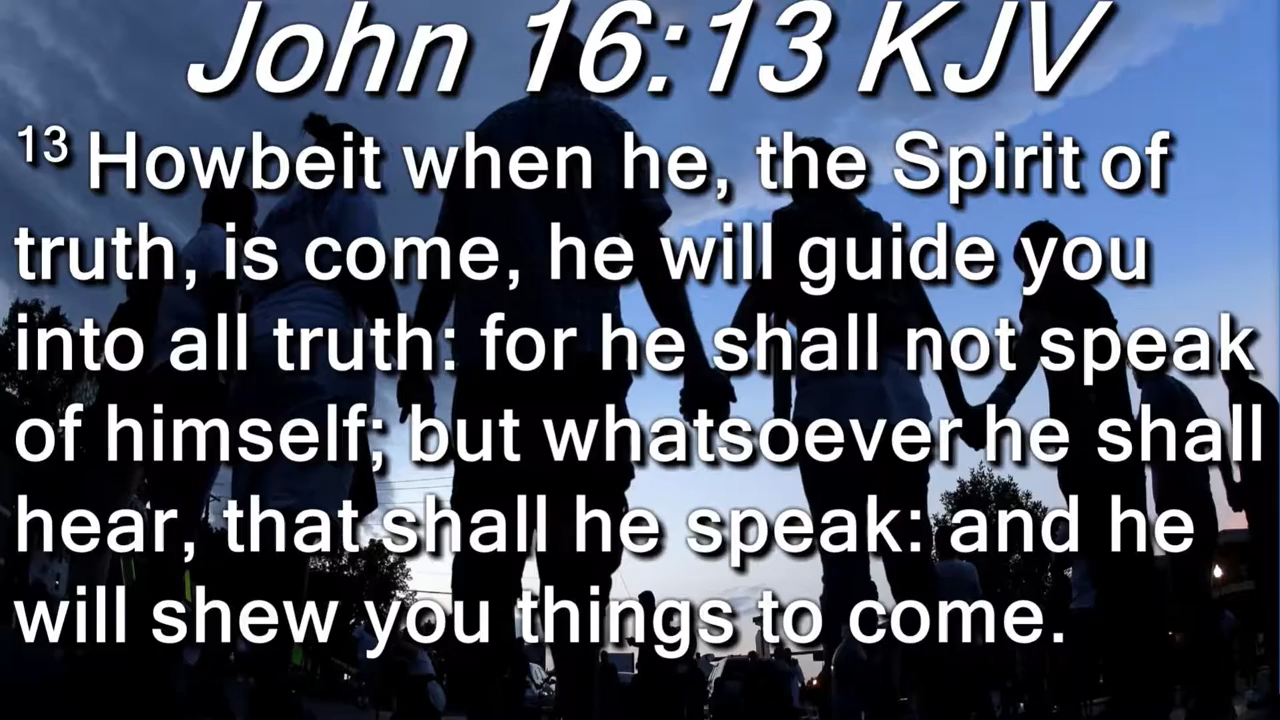 John 16:13 KJV
13 Howbeit when he, the Spirit of
truth, is come, he will guide you
into all truth: for he shall not speak
of himself; but whatsoever he shall
hear, that shall he speak: and he
will shew you things to come.